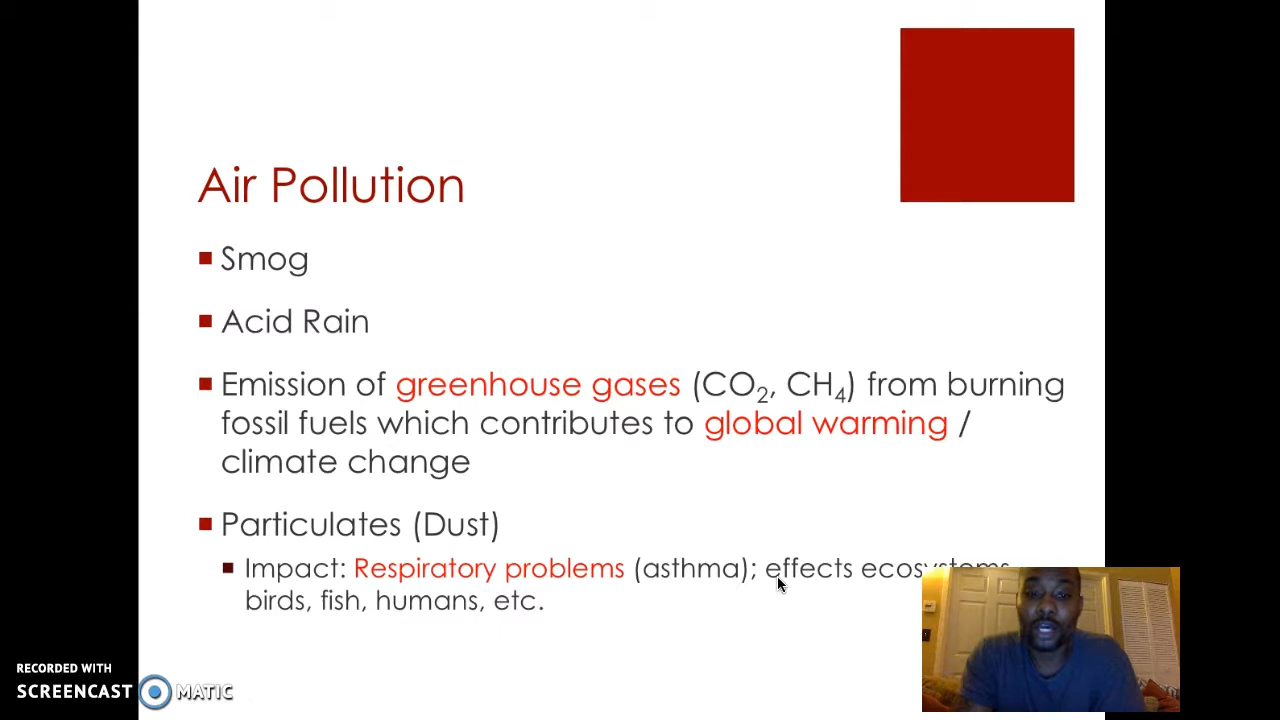 Air Pollution
Smog
Acid Rain
Emission of greenhouse gases (CO₂, CH₄) from burning
fossil fuels which contributes to global warming /
climate change
Particulates (Dust)
Impact: Respiratory problems (asthma); effects ecosystems
birds, fish, humans, etc.
RECORDED WITH
SCREENCAST MATIC